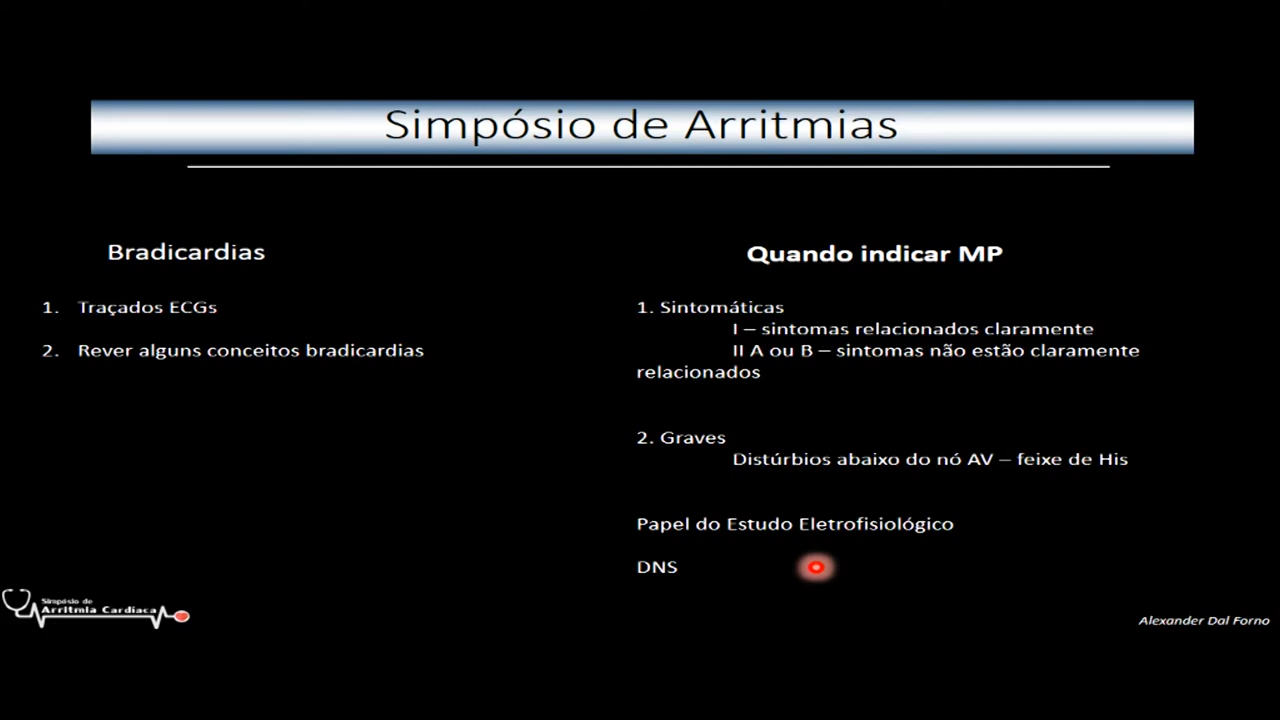 Simpósio de Arritmias
Bradicardias
1. Traçados ECGs
2. Rever alguns conceitos bradicardias
Quando indicar MP
1. Sintomáticas
I – sintomas relacionados claramente
II A ou B – sintomas não estão claramente
relacionados
2. Graves
Distúrbios abaixo do nó AV – feixe de His
Papel do Estudo Eletrofisiológico
DNS
Simpósio de
Arritmia Cardíaca
Alexander Dal Forno